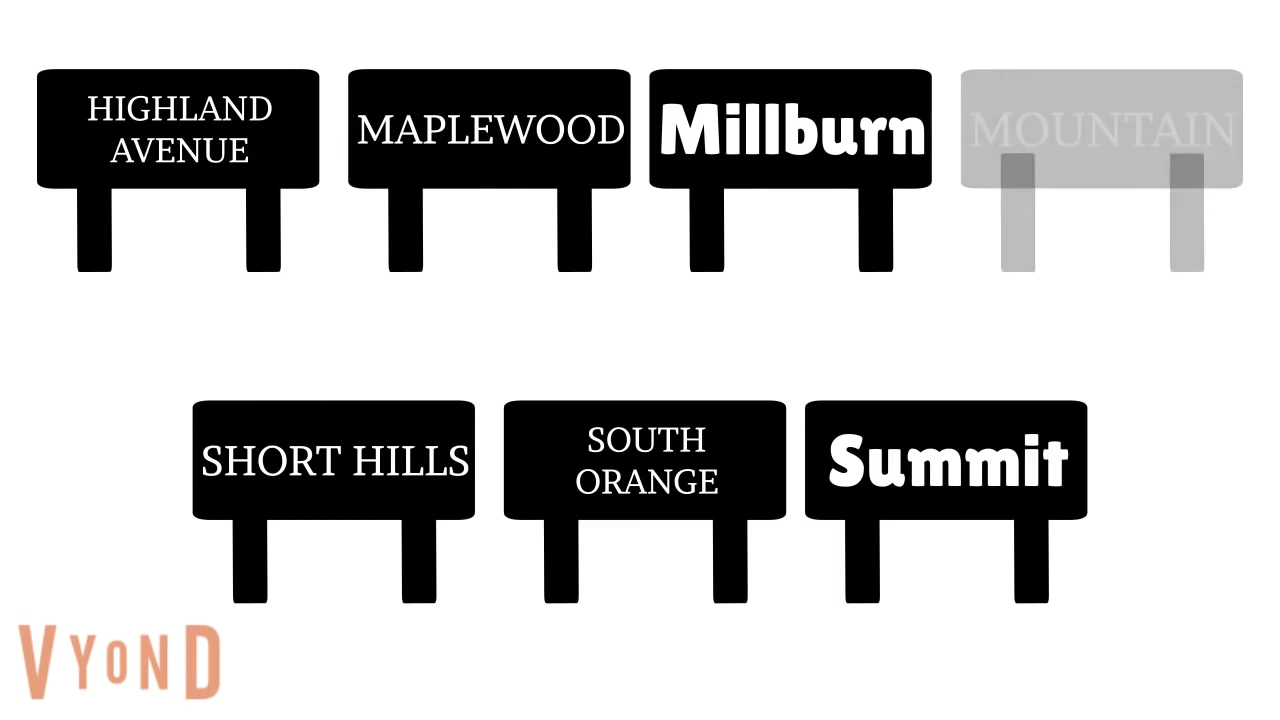 HIGHLAND
AVENUE
MAPLEWOOD
Millburn
MOUNTAIN
SHORT HILLS
SOUTH
ORANGE
Summit
VYOND